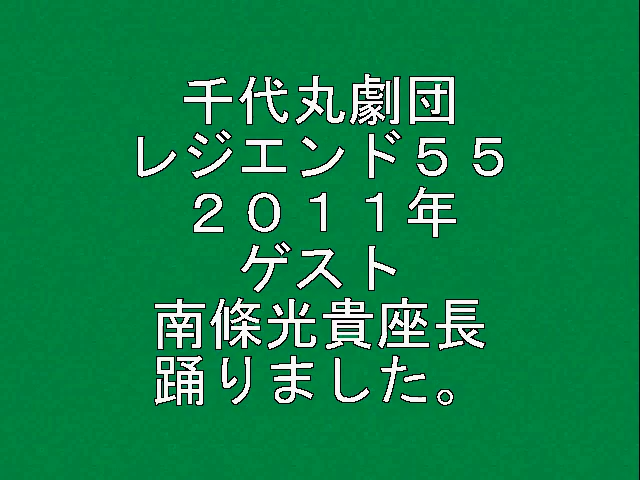 千代丸劇団
レジエンド５５
２０１１年
ゲスト
南條光貴座長
踊りました。